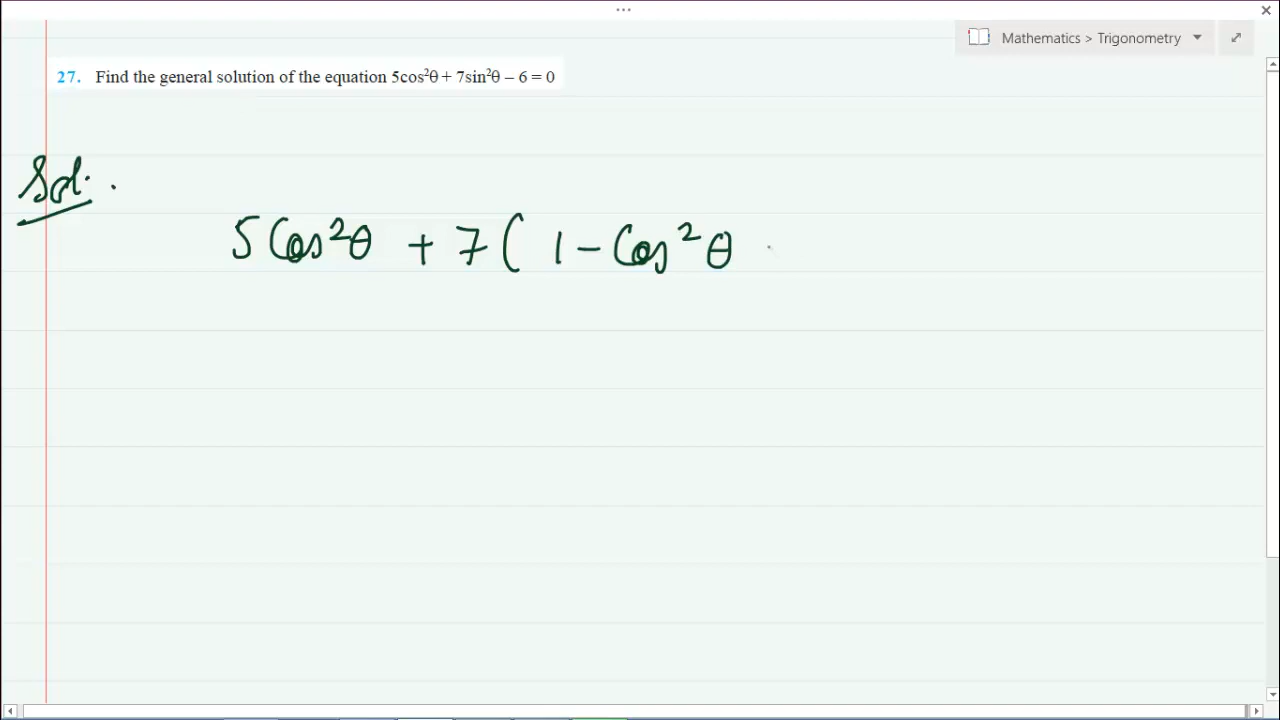 Mathematics > Trigonometry
27. Find the general solution of the equation 5cos²θ + 7sin²θ – 6 = 0
Sol.
5 Cos²θ + 7 ( 1 - Cos² θ